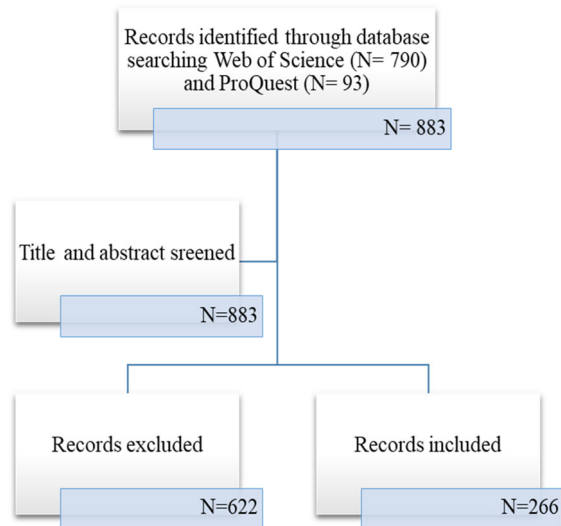 Records identified through database
searching Web of Science (N= 790)
and ProQuest (N= 93)
N= 883
Title and abstract sreened
N=883
Records excluded
N=622
Records included
N=266